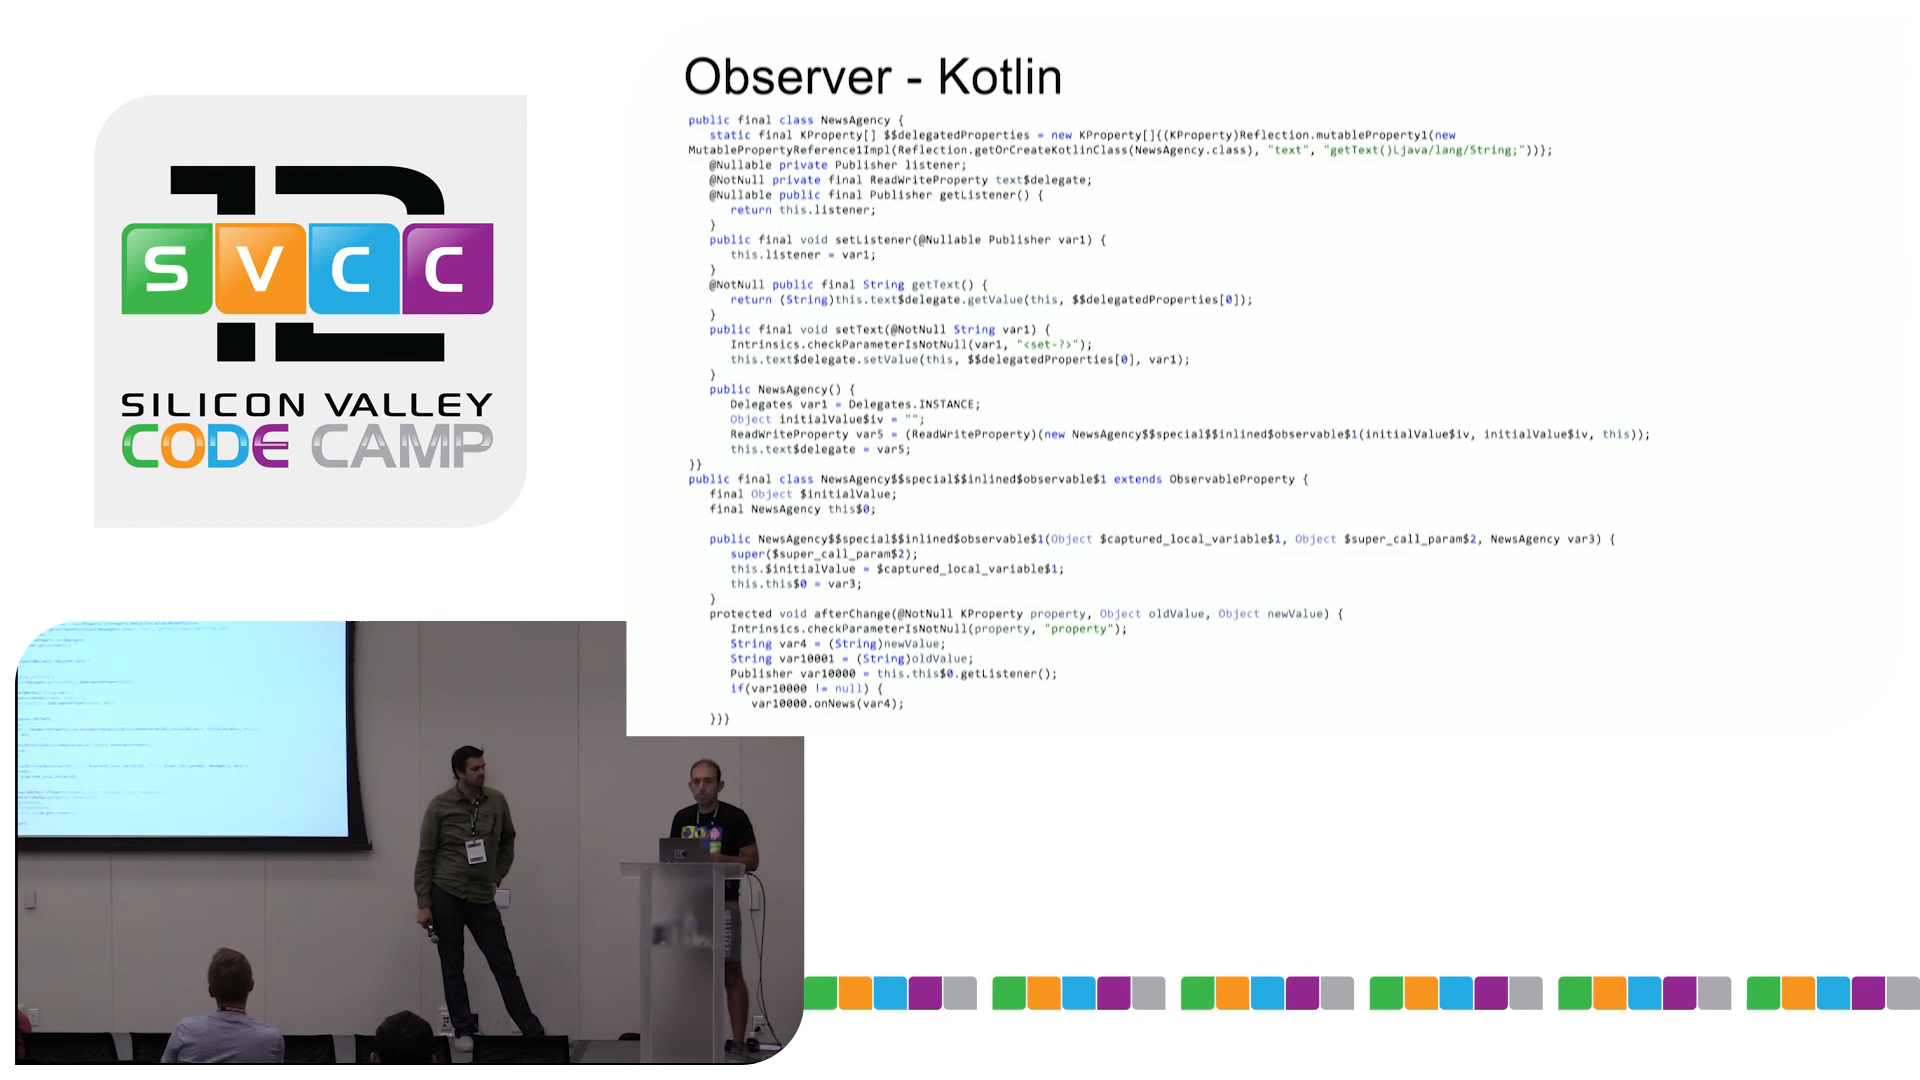 12
SVCC
SILICON VALLEY
CODE CAMP
Observer - Kotlin
public final class NewsAgency {
static final KProperty[] $$delegatedProperties = new KProperty[]{(KProperty)Reflection.mutableProperty1(new
MutablePropertyReference1Impl(Reflection.getOrCreateKotlinClass(NewsAgency.class), "text", "getText()Ljava/lang/String;"))};
@Nullable private Publisher listener;
@NotNull private final ReadWriteProperty text$delegate;
@Nullable public final Publisher getListener() {
return this.listener;
}
public final void setListener(@Nullable Publisher var1) {
this.listener = var1;
}
@NotNull public final String getText() {
return (String)this.text$delegate.getValue(this, $$delegatedProperties[0]);
}
public final void setText(@NotNull String var1) {
Intrinsics.checkParameterIsNotNull(var1, "<set-?>");
this.text$delegate.setValue(this, $$delegatedProperties[0], var1);
}
public NewsAgency() {
Delegates var1 = Delegates.INSTANCE;
Object initialValue$iv = "";
ReadWriteProperty var5 = (ReadWriteProperty)(new NewsAgency$$special$$inlined$observable$1(initialValue$iv, initialValue$iv, this));
this.text$delegate = var5;
}}
public final class NewsAgency$$special$$inlined$observable$1 extends ObservableProperty {
final Object $initialValue;
final NewsAgency this$0;
public NewsAgency$$special$$inlined$observable$1(Object $captured_local_variable$1, Object $super_call_param$2, NewsAgency var3) {
super($super_call_param$2);
this.$initialValue = $captured_local_variable$1;
this.this$0 = var3;
}
protected void afterChange(@NotNull KProperty property, Object oldValue, Object newValue) {
Intrinsics.checkParameterIsNotNull(property, "property");
String var4 = (String)newValue;
String var10001 = (String)oldValue;
Publisher var10000 = this.this$0.getListener();
if(var10000 != null) {
var10000.onNews(var4);
}}}